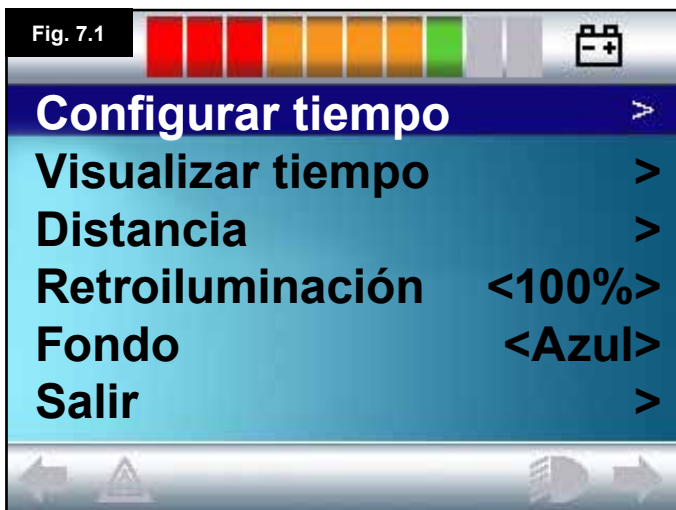 Fig. 7.1
Configurar tiempo >
Visualizar tiempo >
Distancia >
Retroiluminación <100%>
Fondo <Azul>
Salir >